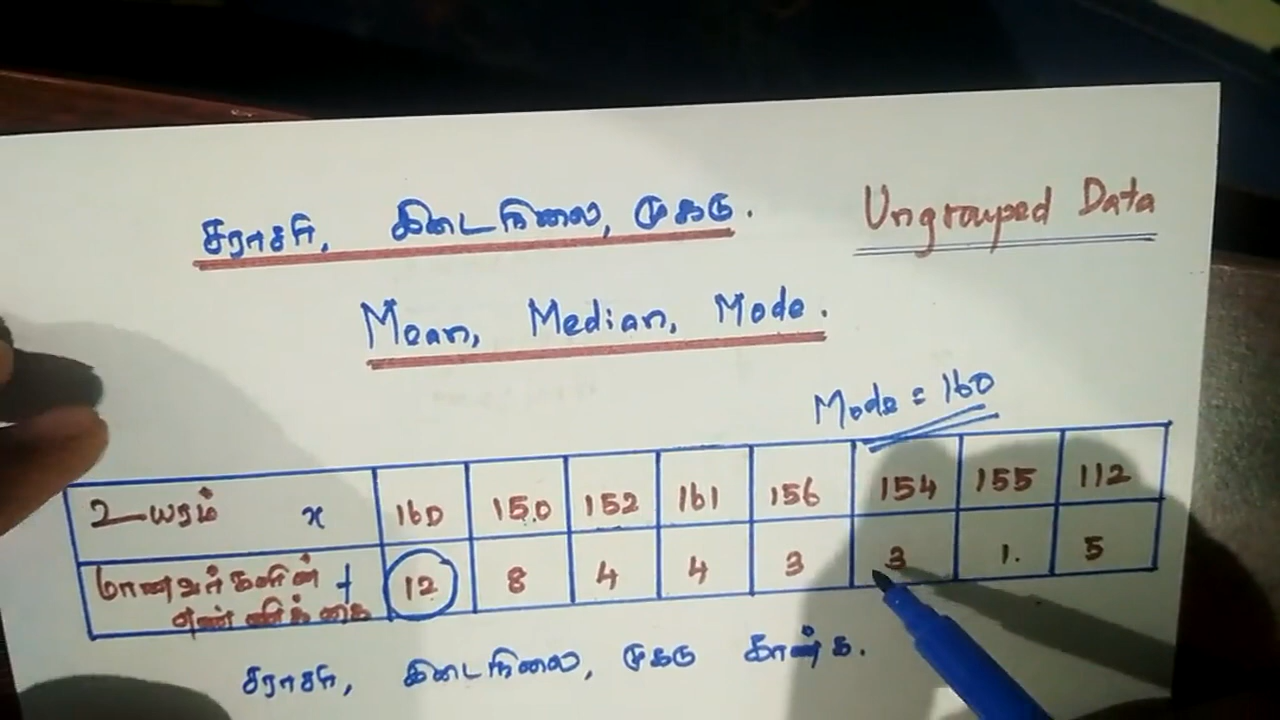 சராசரி, இடைநிலை, முகடு.
Ungrouped Data
Mean, Median, Mode.
Mode = 160
உயரம் x 160 150 152 161 156 154 155 112
மாணவர்களின் எண்ணிக்கை f 12 8 4 4 3 3 1. 5
சராசரி, இடைநிலை, முகடு காண்க.